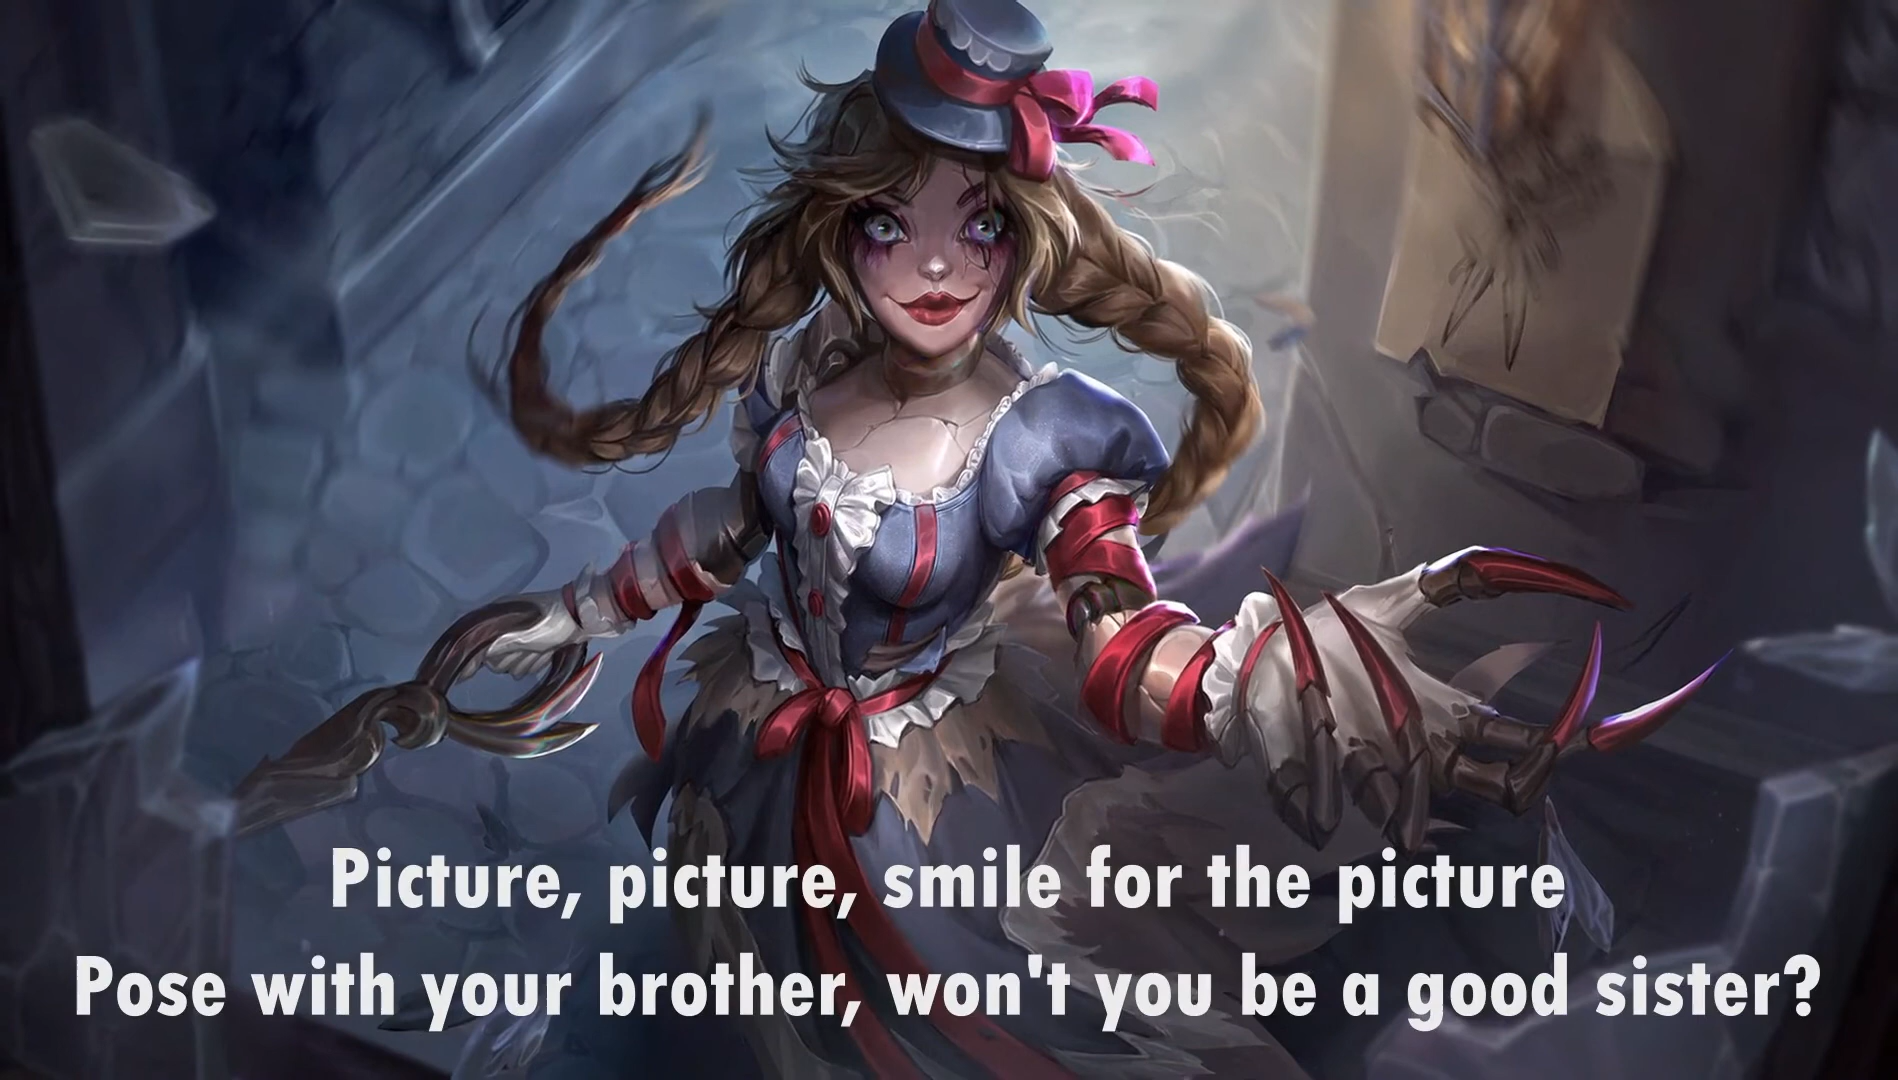 Picture, picture, smile for the picture
Pose with your brother, won't you be a good sister?